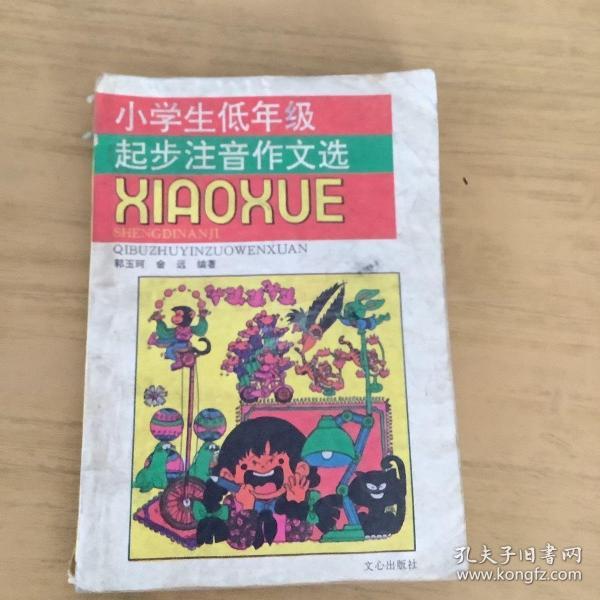 小学生低年级
起步注音作文选
XIAOXUE
SHENGDINANJI
QIBUZHUYINZUOWENXUAN
郭玉珂 金远 编著
文心出版社
孔夫子旧书网
www.kongfz.com